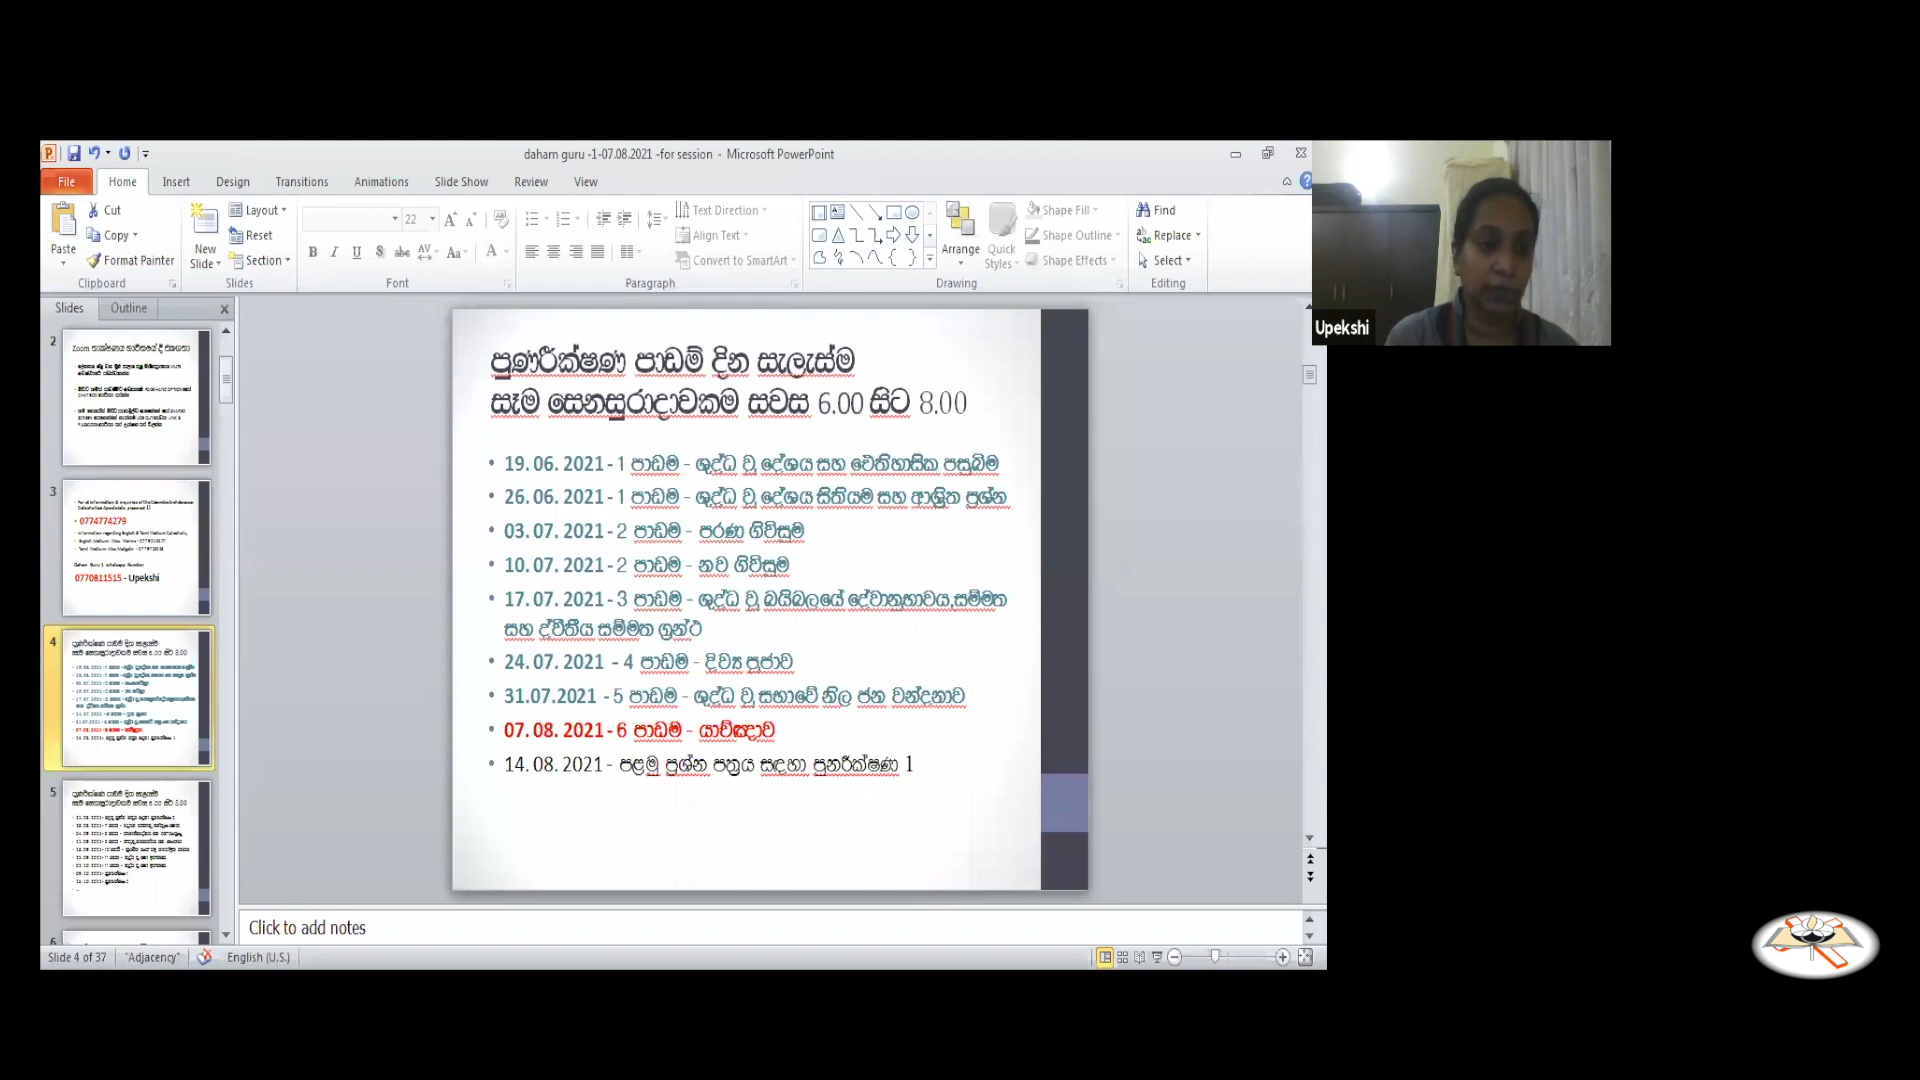 daham guru -1-07.08.2021 -for session - Microsoft PowerPoint
File Home Insert Design Transitions Animations Slide Show Review View
Cut
Copy
Format Painter
Paste
Clipboard
New Slide
Layout
Reset
Section
Slides
22
Font
Text Direction
Align Text
Convert to SmartArt
Paragraph
Arrange
Quick Styles
Shape Fill
Shape Outline
Shape Effects
Drawing
Find
Replace
Select
Editing
Upekshi
Slides Outline
2
3
0774774279
0770811515 - Upekshi
4
5
පුණරීක්ෂණ පාඩම් දින සැලැස්ම
සෑම සෙනසුරාදාවකම සවස 6.00 සිට 8.00
• 19. 06. 2021 - 1 පාඩම - ශුද්ධ වූ දේශය සහ ඓතිහාසික පසුබිම
• 26.06. 2021 - 1 පාඩම - ශුද්ධ වූ දේශය සිතියම සහ ආශ්‍රිත ප්‍රශ්න
• 03.07. 2021 - 2 පාඩම - පරණ ගිවිසුම
• 10.07. 2021 - 2 පාඩම - නව ගිවිසුම
• 17. 07. 2021 - 3 පාඩම - ශුද්ධ වූ බයිබලයේ දේවානුභාවය,සම්මත
සහ ද්විතීය සම්මත ග්‍රන්ථ
• 24.07. 2021 - 4 පාඩම - දිව්‍ය පූජාව
• 31.07.2021 - 5 පාඩම - ශුද්ධ වූ සභාවේ නිල ජන වන්දනාව
• 07. 08. 2021 - 6 පාඩම - යාච්ඤාව
• 14. 08. 2021 - පළමු ප්‍රශ්න පත්‍රය සඳහා පුනරීක්ෂණ 1
Click to add notes
Slide 4 of 37 "Adjacency" English (U.S.)